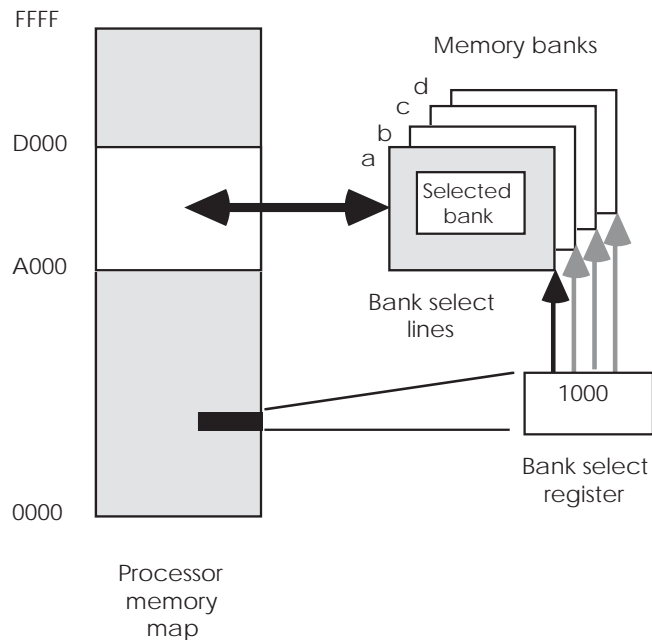 FFFF
Memory banks
d
c
b
a
D000
Selected
bank
A000
Bank select
lines
1000
Bank select
register
0000
Processor
memory
map